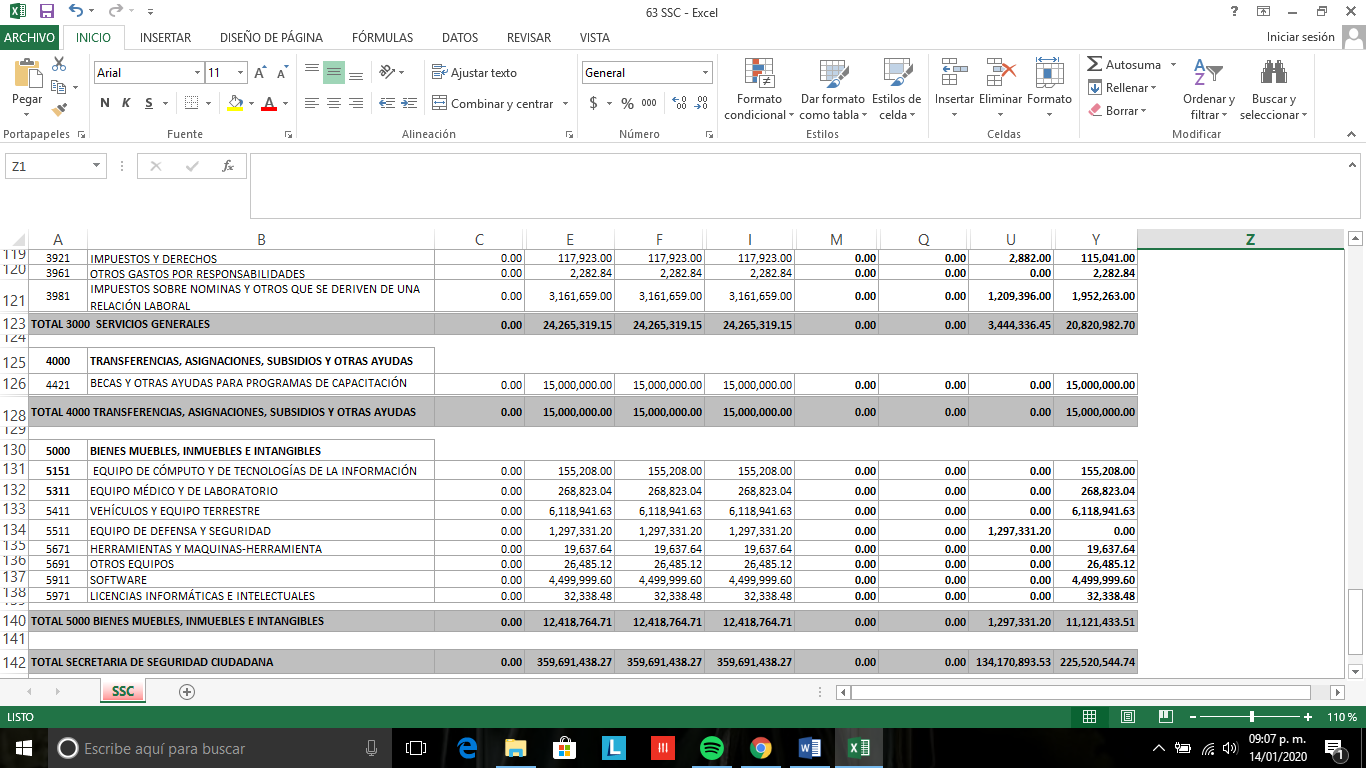 63 SSC - Excel
ARCHIVO INICIO INSERTAR DISEÑO DE PÁGINA FÓRMULAS DATOS REVISAR VISTA Iniciar sesión
Arial 11 Ajustar texto General Autosuma
Pegar Rellenar
N K S A Combinar y centrar $ % 000 Formato condicional Dar formato como tabla Estilos de celda Insertar Eliminar Formato Borrar Ordenar y filtrar Buscar y seleccionar
Portapapeles Fuente Alineación Número Estilos Celdas Modificar
Z1 fx
A B C E F I M Q U Y Z
119 3921 IMPUESTOS Y DERECHOS 0.00 117,923.00 117,923.00 117,923.00 0.00 0.00 2,882.00 115,041.00
120 3961 OTROS GASTOS POR RESPONSABILIDADES 0.00 2,282.84 2,282.84 2,282.84 0.00 0.00 0.00 2,282.84
121 3981 IMPUESTOS SOBRE NOMINAS Y OTROS QUE SE DERIVEN DE UNA
RELACIÓN LABORAL 0.00 3,161,659.00 3,161,659.00 3,161,659.00 0.00 0.00 1,209,396.00 1,952,263.00
123 TOTAL 3000 SERVICIOS GENERALES 0.00 24,265,319.15 24,265,319.15 24,265,319.15 0.00 0.00 3,444,336.45 20,820,982.70
124
125 4000 TRANSFERENCIAS, ASIGNACIONES, SUBSIDIOS Y OTRAS AYUDAS
126 4421 BECAS Y OTRAS AYUDAS PARA PROGRAMAS DE CAPACITACIÓN 0.00 15,000,000.00 15,000,000.00 15,000,000.00 0.00 0.00 0.00 15,000,000.00
128 TOTAL 4000 TRANSFERENCIAS, ASIGNACIONES, SUBSIDIOS Y OTRAS AYUDAS 0.00 15,000,000.00 15,000,000.00 15,000,000.00 0.00 0.00 0.00 15,000,000.00
129
130 5000 BIENES MUEBLES, INMUEBLES E INTANGIBLES
131 5151 EQUIPO DE CÓMPUTO Y DE TECNOLOGÍAS DE LA INFORMACIÓN 0.00 155,208.00 155,208.00 155,208.00 0.00 0.00 0.00 155,208.00
132 5311 EQUIPO MÉDICO Y DE LABORATORIO 0.00 268,823.04 268,823.04 268,823.04 0.00 0.00 0.00 268,823.04
133 5411 VEHÍCULOS Y EQUIPO TERRESTRE 0.00 6,118,941.63 6,118,941.63 6,118,941.63 0.00 0.00 0.00 6,118,941.63
134 5511 EQUIPO DE DEFENSA Y SEGURIDAD 0.00 1,297,331.20 1,297,331.20 1,297,331.20 0.00 0.00 1,297,331.20 0.00
135 5671 HERRAMIENTAS Y MAQUINAS-HERRAMIENTA 0.00 19,637.64 19,637.64 19,637.64 0.00 0.00 0.00 19,637.64
136 5691 OTROS EQUIPOS 0.00 26,485.12 26,485.12 26,485.12 0.00 0.00 0.00 26,485.12
137 5911 SOFTWARE 0.00 4,499,999.60 4,499,999.60 4,499,999.60 0.00 0.00 0.00 4,499,999.60
138 5971 LICENCIAS INFORMÁTICAS E INTELECTUALES 0.00 32,338.48 32,338.48 32,338.48 0.00 0.00 0.00 32,338.48
140 TOTAL 5000 BIENES MUEBLES, INMUEBLES E INTANGIBLES 0.00 12,418,764.71 12,418,764.71 12,418,764.71 0.00 0.00 1,297,331.20 11,121,433.51
141
142 TOTAL SECRETARIA DE SEGURIDAD CIUDADANA 0.00 359,691,438.27 359,691,438.27 359,691,438.27 0.00 0.00 134,170,893.53 225,520,544.74
SSC
LISTO 110 %
Escribe aquí para buscar 09:07 p. m.
14/01/2020 1